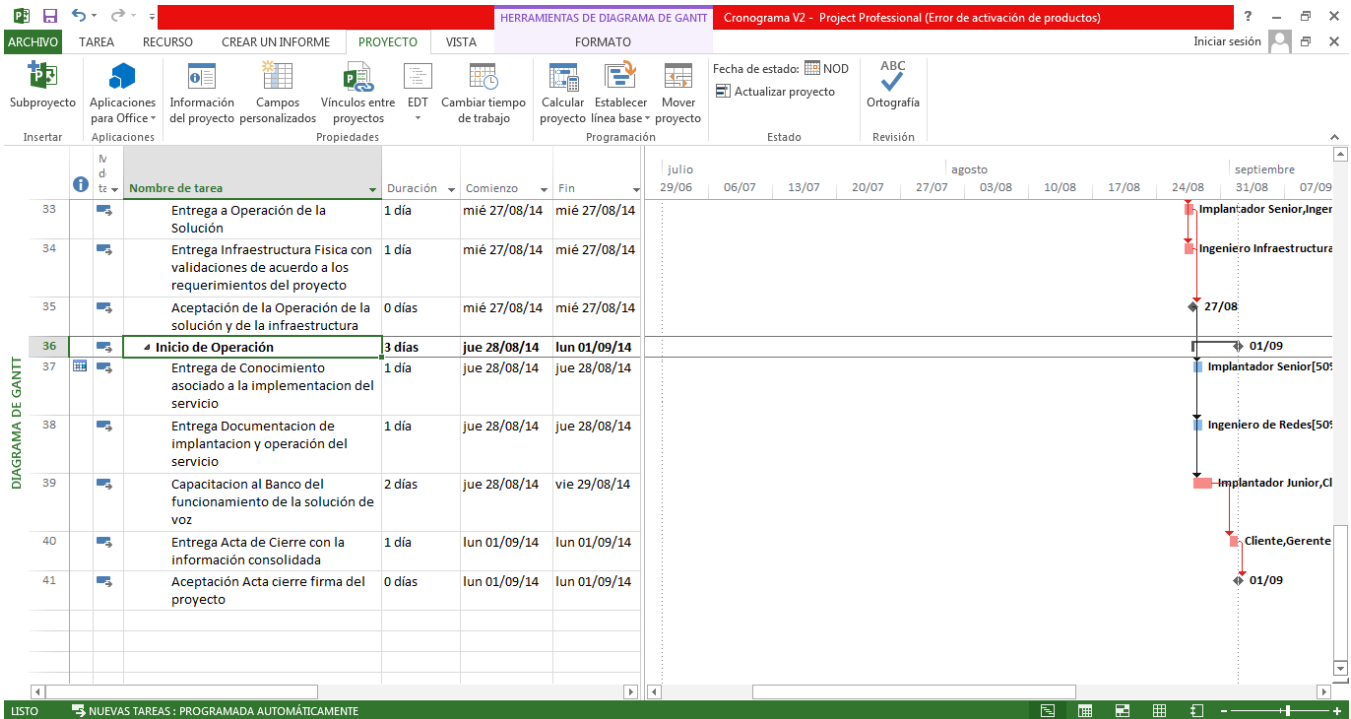 HERRAMIENTAS DE DIAGRAMA DE GANTT
Cronograma V2 - Project Professional (Error de activación de productos)
ARCHIVO TAREA RECURSO CREAR UN INFORME PROYECTO VISTA FORMATO Iniciar sesión
Subproyecto
Insertar
Aplicaciones
para Office
Aplicaciones
Información
del proyecto
Campos
personalizados
Vínculos entre
proyectos
EDT
Cambiar tiempo
de trabajo
Propiedades
Calcular
proyecto
Establecer
línea base
Mover
proyecto
Programación
Fecha de estado: NOD
Actualizar proyecto
Estado
ABC
Ortografía
Revisión
Nombre de tarea Duración Comienzo Fin
julio agosto septiembre
29/06 06/07 13/07 20/07 27/07 03/08 10/08 17/08 24/08 31/08 07/09
33 Entrega a Operación de la 1 día mié 27/08/14 mié 27/08/14 Implantador Senior,Inger
Solución
34 Entrega Infraestructura Fisica con 1 día mié 27/08/14 mié 27/08/14 Ingeniero Infraestructura
validaciones de acuerdo a los
requerimientos del proyecto
35 Aceptación de la Operación de la 0 días mié 27/08/14 mié 27/08/14 27/08
solución y de la infraestructura
36 Inicio de Operación 3 días jue 28/08/14 lun 01/09/14 01/09
37 Entrega de Conocimiento 1 día jue 28/08/14 jue 28/08/14 Implantador Senior[50%
asociado a la implementacion del
servicio
38 Entrega Documentacion de 1 día jue 28/08/14 jue 28/08/14 Ingeniero de Redes[50%
implantacion y operación del
servicio
39 Capacitacion al Banco del 2 días jue 28/08/14 vie 29/08/14 Implantador Junior,Cl
funcionamiento de la solución de
voz
40 Entrega Acta de Cierre con la 1 día lun 01/09/14 lun 01/09/14 Cliente,Gerente
información consolidada
41 Aceptación Acta cierre firma del 0 días lun 01/09/14 lun 01/09/14 01/09
proyecto
DIAGRAMA DE GANTT
LISTO NUEVAS TAREAS : PROGRAMADA AUTOMÁTICAMENTE